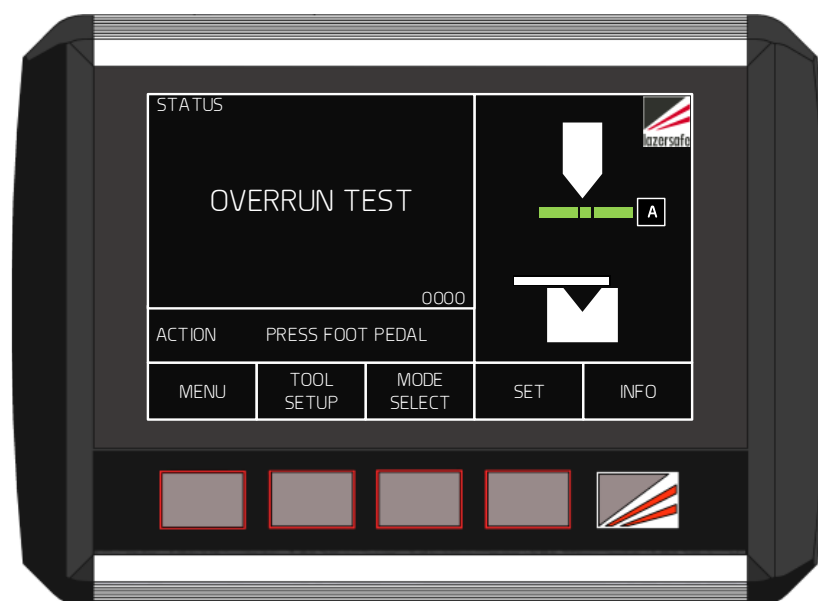 STATUS
lazersafe
OVERRUN TEST
A
0000
ACTION PRESS FOOT PEDAL
MENU
TOOL
SETUP
MODE
SELECT
SET
INFO